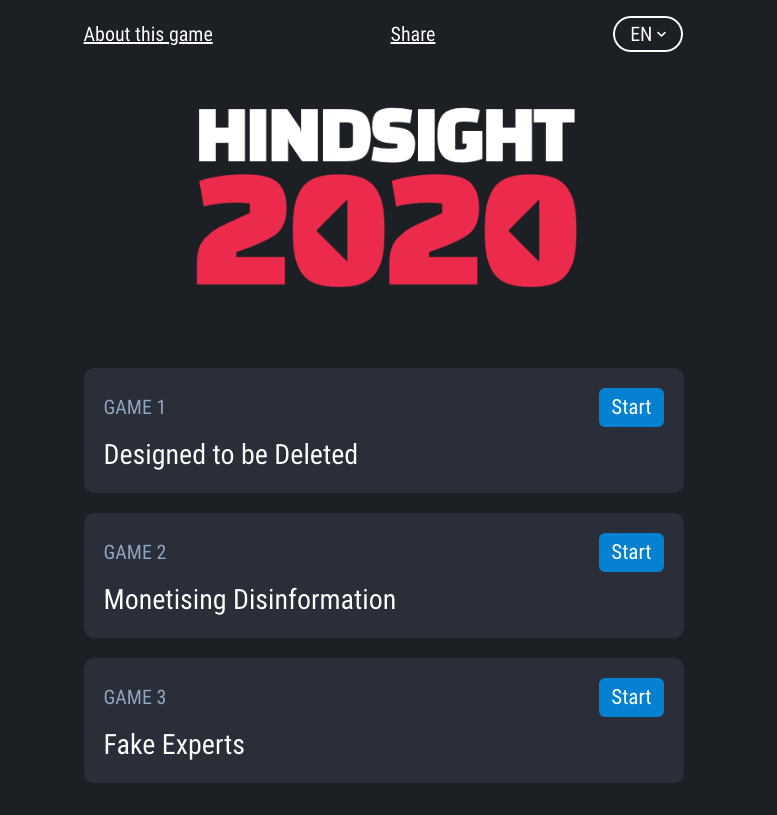 About this game
Share
EN
HINDSIGHT
2020
GAME 1
Start
Designed to be Deleted
GAME 2
Start
Monetising Disinformation
GAME 3
Start
Fake Experts